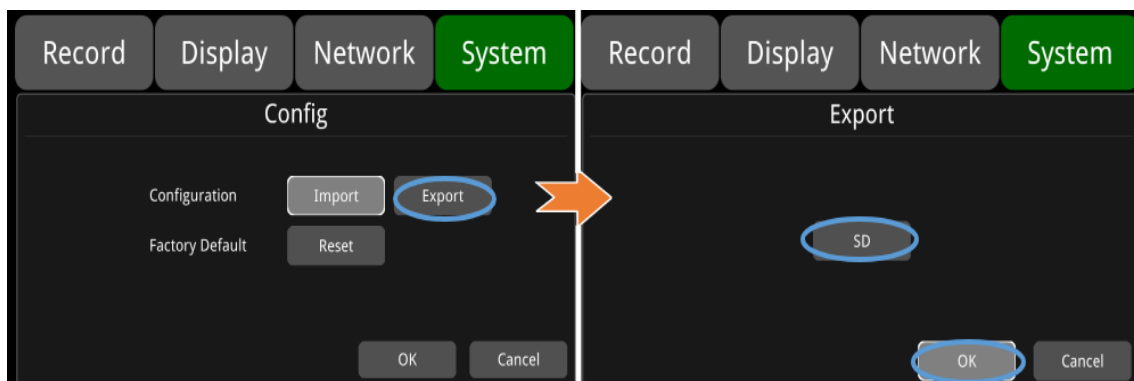 Record Display Network System
Config
Configuration Import Export
Factory Default Reset
OK Cancel
Record Display Network System
Export
SD
OK Cancel